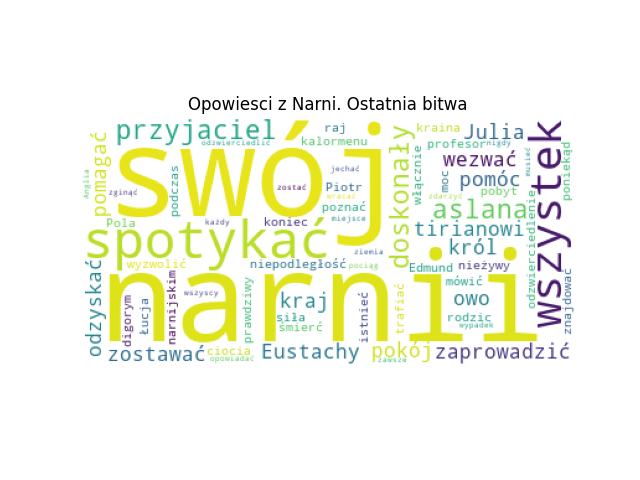 Opowiesci z Narni. Ostatnia bitwa
przyjaciel
raj
kraina
Julia
wszystek
odzwierciedlić
kalormenu
profesor
nigdy
pomagać
swój
doskonały
włącznie
wezwać
musieć
poniekąd
Anglia
podczas
jechać
moc
pomóc
zginąć
zostać
Piotr
wracać
zdarzyć
pobyt
poznać
aslana
odzwierciedlenie
Pola
każdy
koniec
miejsce
tirianowi
spotykać
król
ziemia
wyzwolić
niepodległość
pociąg
Edmund
nieżywy
odzyskać
narnii
mówić
znajdować
digorym
Łucja
narnijskim
wszyscy
prawdziwy
kraj
istnieć
trafiać
owo
siła
śmierć
rodzic
wypadek
zostawać
ciocia
opowiadać
Eustachy
pokój
zawsze
zaprowadzić